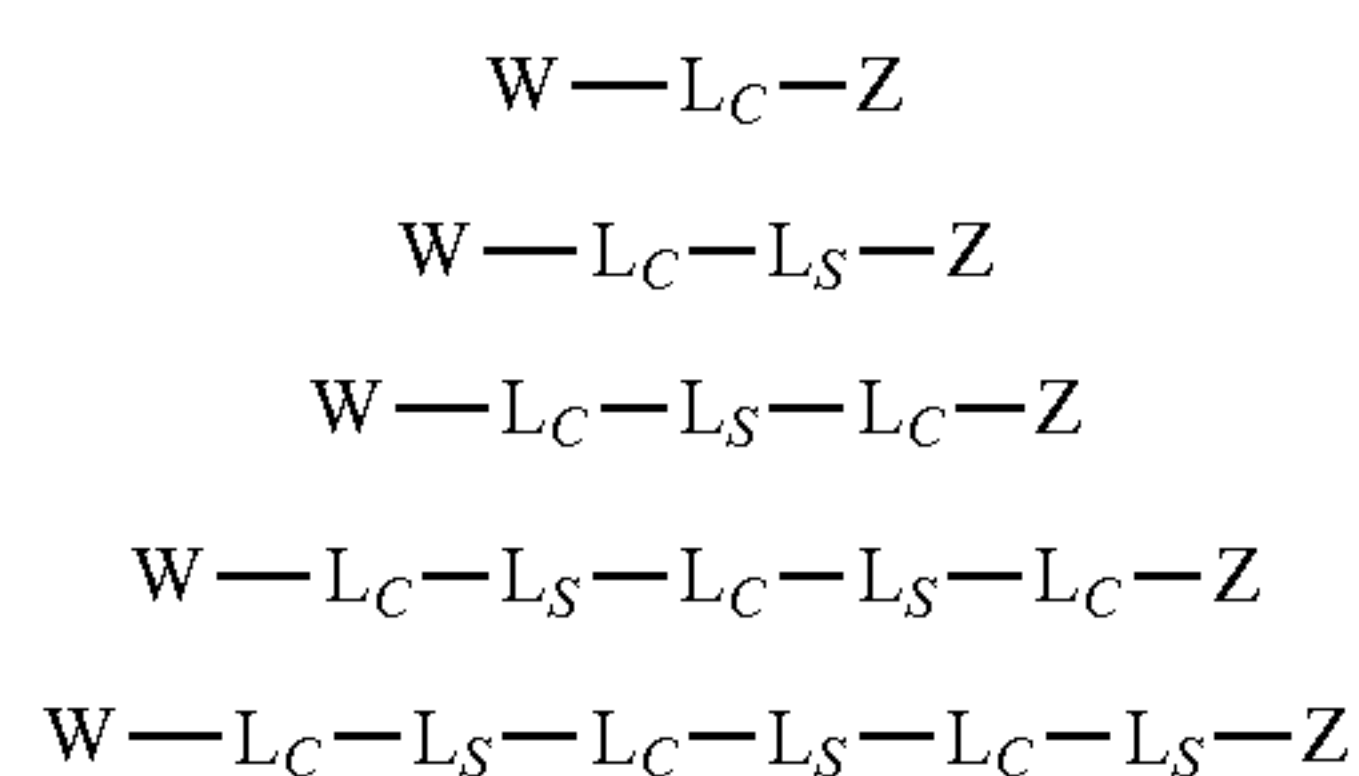 W—L_C—Z
W—L_C—L_S—Z
W—L_C—L_S—L_C—Z
W—L_C—L_S—L_C—L_S—L_C—Z
W—L_C—L_S—L_C—L_S—L_C—L_S—Z